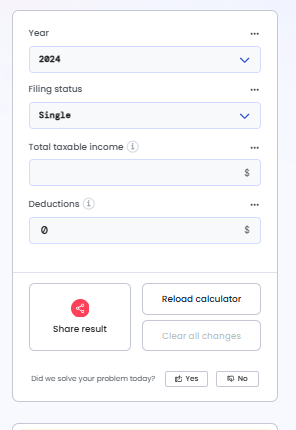 Year
...
2024
Filing status
...
Single
Total taxable income i
...
$
Deductions i
...
0
$
Share result
Reload calculator
Clear all changes
Did we solve your problem today?
Yes
No